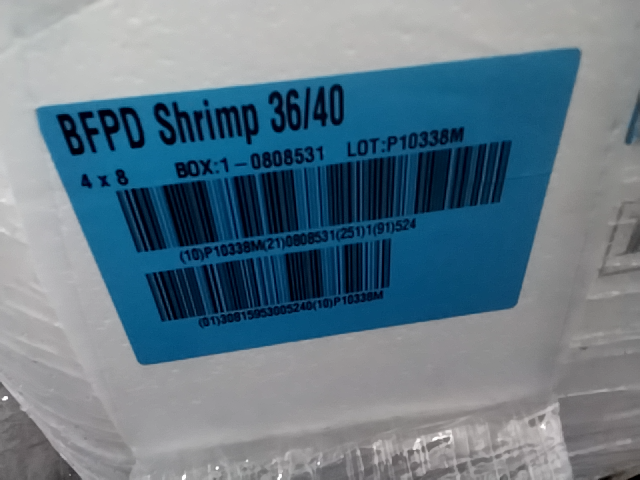 BFPD Shrimp 36/40
4 x 8 BOX:1-0808531 LOT:P10338M
(10)P10338M(21)0808531(251)1(91)524
(01)30815953005240(10)P10338M